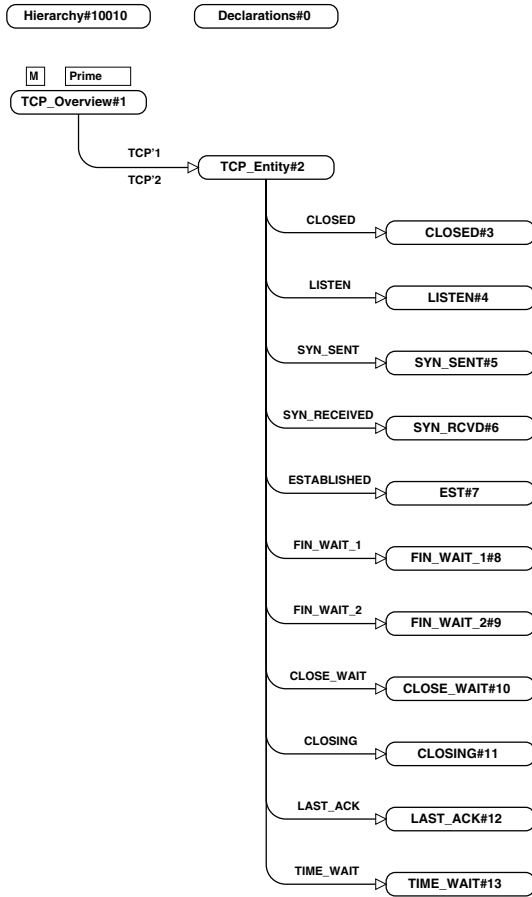 Hierarchy#10010
Declarations#0
M
Prime
TCP_Overview#1
TCP'1
TCP'2
TCP_Entity#2
CLOSED
CLOSED#3
LISTEN
LISTEN#4
SYN_SENT
SYN_SENT#5
SYN_RECEIVED
SYN_RCVD#6
ESTABLISHED
EST#7
FIN_WAIT_1
FIN_WAIT_1#8
FIN_WAIT_2
FIN_WAIT_2#9
CLOSE_WAIT
CLOSE_WAIT#10
CLOSING
CLOSING#11
LAST_ACK
LAST_ACK#12
TIME_WAIT
TIME_WAIT#13